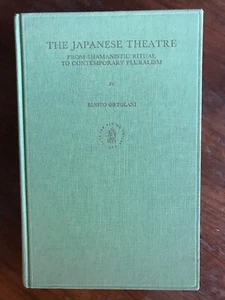 THE JAPANESE THEATRE
FROM SHAMANISTIC RITUAL
TO CONTEMPORARY PLURALISM
BY
BENITO ORTOLANI